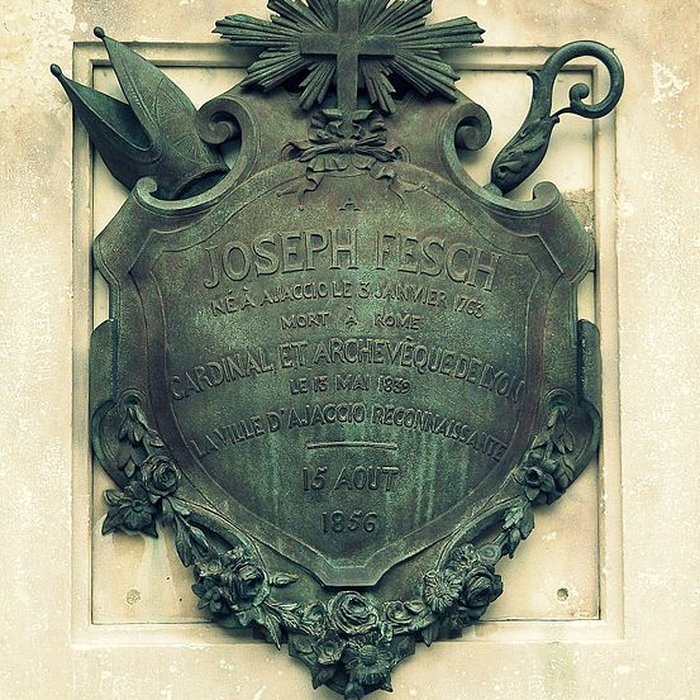 A
JOSEPH FESCH
NÉ À AJACCIO LE 3 JANVIER 1763
MORT À ROME
CARDINAL ET ARCHEVÊQUE DE LYON
LE 13 MAI 1839
LA VILLE D'AJACCIO RECONNAISSANTE
15 AOUT
1856